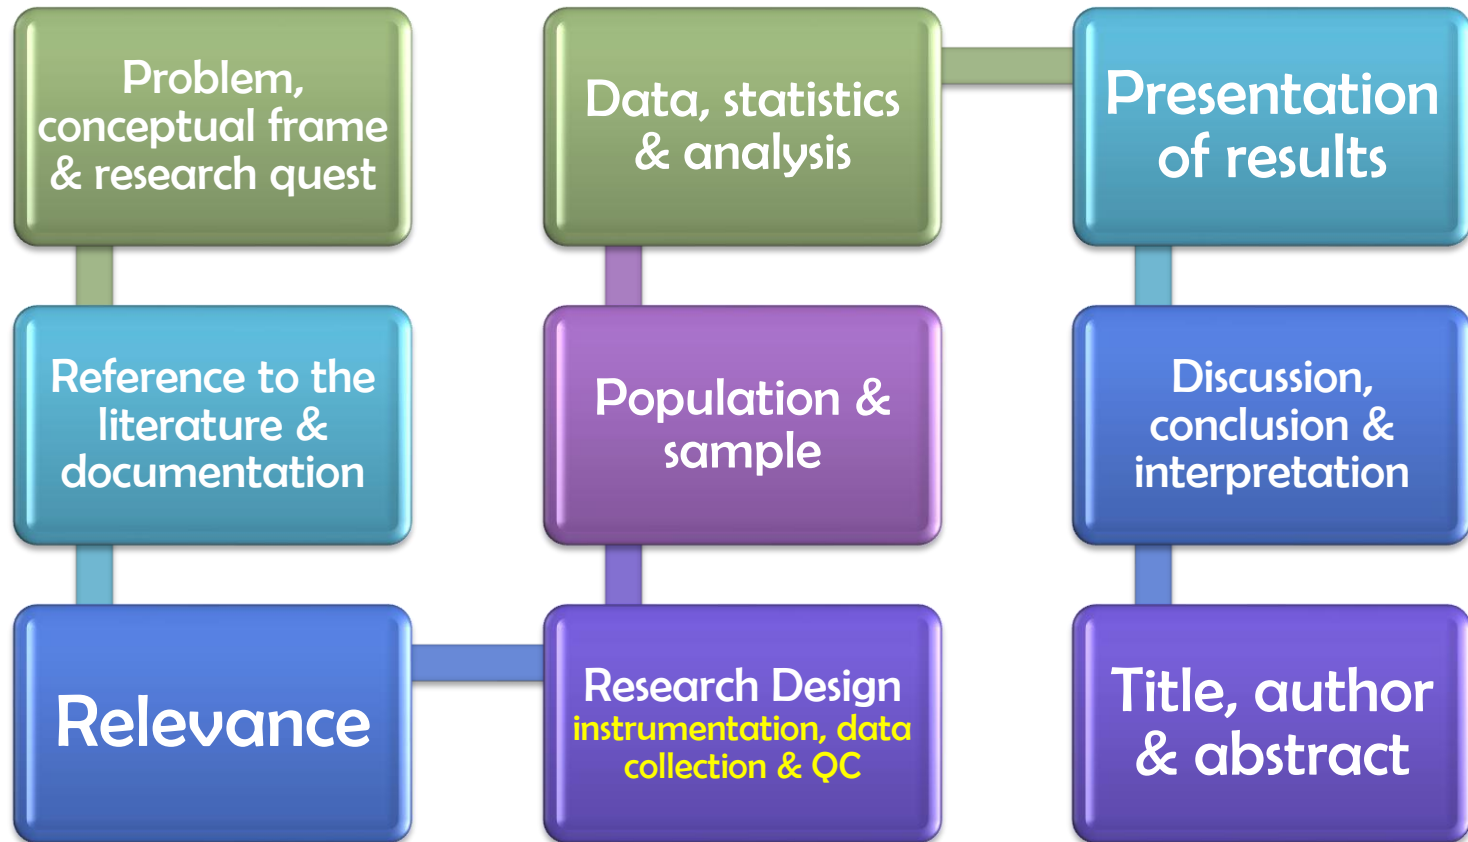 Problem,
conceptual frame
& research quest
Reference to the
literature &
documentation
Relevance
Research Design
instrumentation, data
collection & QC
Population &
sample
Data, statistics
& analysis
Presentation
of results
Discussion,
conclusion &
interpretation
Title, author
& abstract